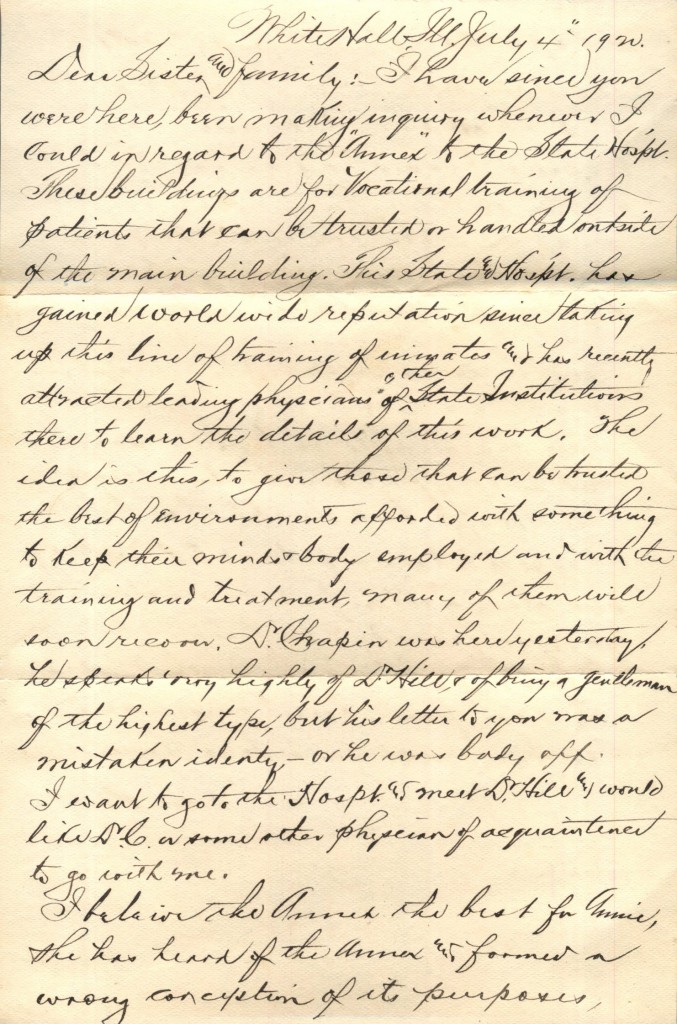 White Hall, Ill. July 4" 192
Dear Sister and family:- I have since you
were here, been making inquiry whenever I
could in regard to the "Annex" to the State Hospt.
These buildings are for Vocational training of
patients that can be trusted or handled outside
of the main building. This State Hospt. has
gained world wide reputation since taking
up this line of training of inmates and has recently
attracted leading physicians of other State Institutions
there to learn the details of this work. The
idea is this, to give those that can be trusted
the best of environments afforded with something
to keep their minds & body employed and with the
training and treatment, many of them will
soon recover. Dr. Chapin was here yesterday,
he speaks very highly of Dr Hill, & of being a gentleman
of the highest type, but his letter to you was a
mistaken identy,- or he was bady off.
I want to go to the Hospt. and meet Dr Hill and would
like Dr. C. or some other physician of acquaintence
to go with me.
I beleive the Annex the best for Annie,
she has heard of the Annex and formed a
wrong conception of its purposes,